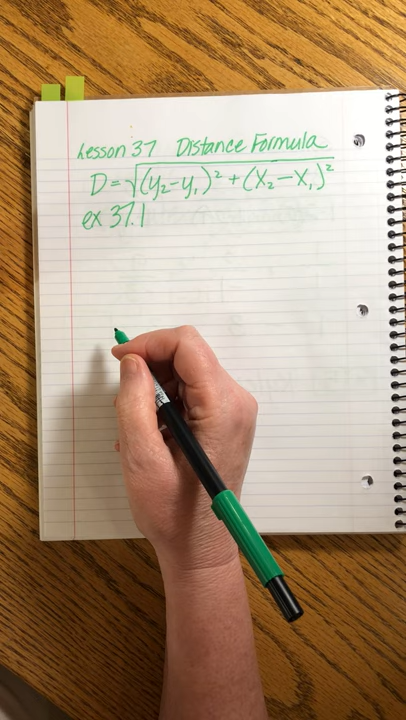 Lesson 37 Distance Formula
D = √(y₂-y₁)² + (x₂-x₁)²
ex 37.1